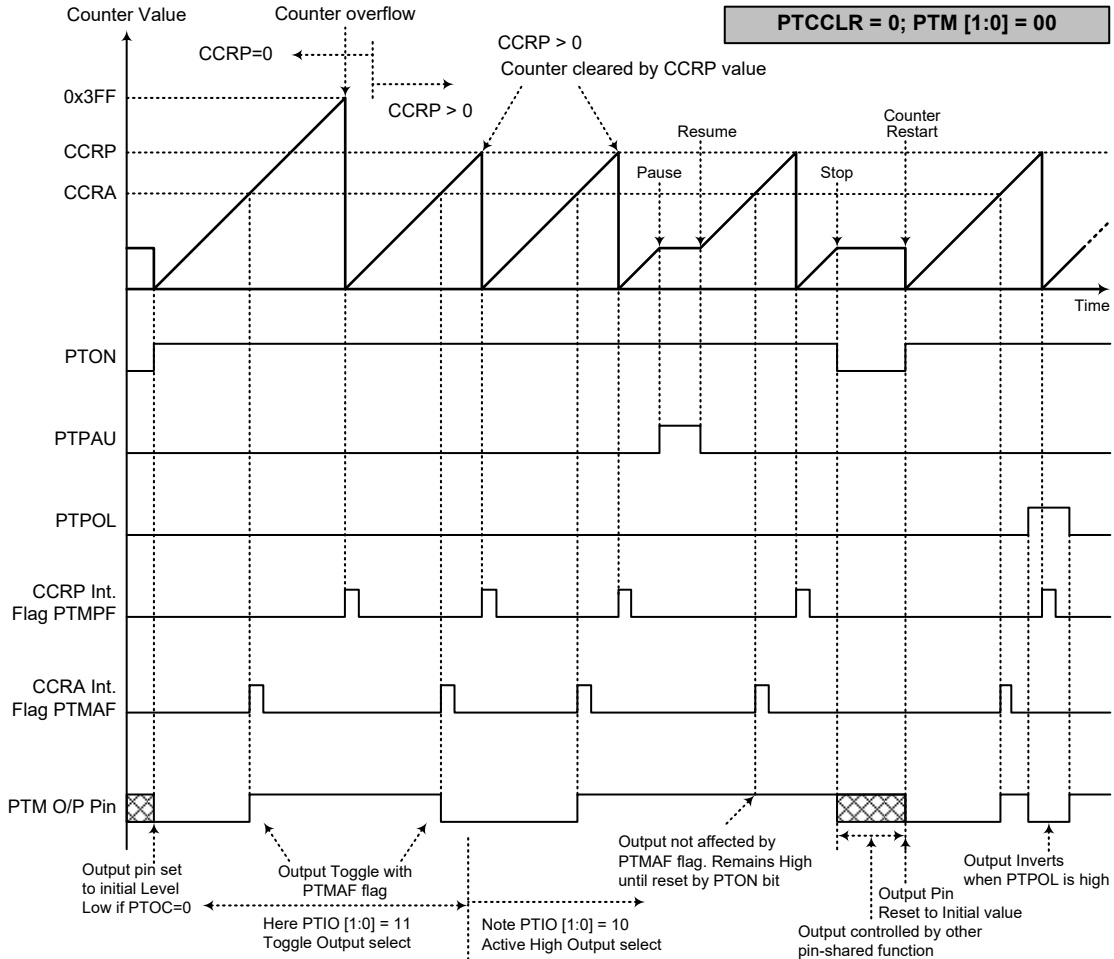 Counter Value
Counter overflow
PTCCLR = 0; PTM [1:0] = 00
CCRP=0
CCRP > 0
CCRP > 0
Counter cleared by CCRP value
0x3FF
CCRP
CCRA
Pause
Resume
Stop
Counter
Restart
Time
PTON
PTPAU
PTPOL
CCRP Int.
Flag PTMPF
CCRA Int.
Flag PTMAF
PTM O/P Pin
Output pin set
to initial Level
Low if PTOC=0
Output Toggle with
PTMAF flag
Here PTIO [1:0] = 11
Toggle Output select
Note PTIO [1:0] = 10
Active High Output select
Output not affected by
PTMAF flag. Remains High
until reset by PTON bit
Output Pin
Reset to Initial value
Output controlled by other
pin-shared function
Output Inverts
when PTPOL is high